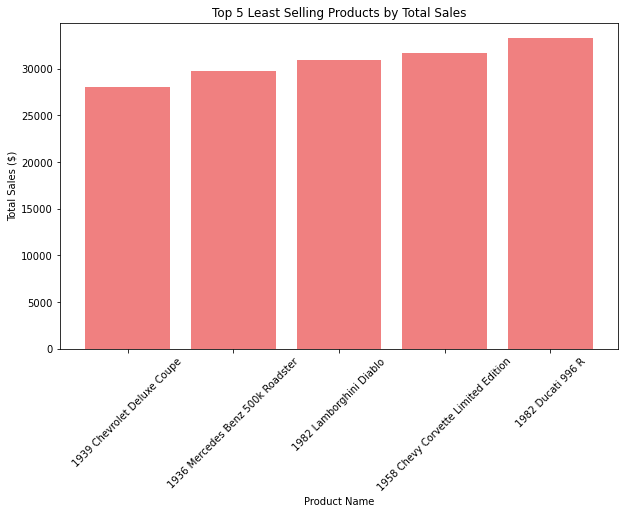 Top 5 Least Selling Products by Total Sales
Total Sales ($)
30000
25000
20000
15000
10000
5000
0
1939 Chevrolet Deluxe Coupe
1936 Mercedes Benz 500k Roadster
1982 Lamborghini Diablo
1958 Chevy Corvette Limited Edition
1982 Ducati 996 R
Product Name